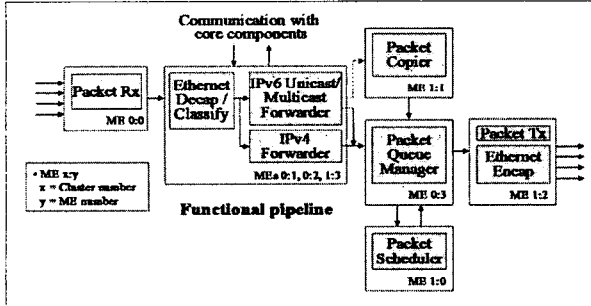 Communication with
core components
Packet Rx
ME 0:0
Ethernet
Decap /
Classify
IPv6 Unicast/
Multicast
Forwarder
IPv4
Forwarder
MEs 0:1, 0:2, 1:3
Packet
Copier
ME 1:1
Packet
Queue
Manager
ME 0:3
Packet Tx
Ethernet
Encap
ME 1:2
Packet
Scheduler
ME 1:0
• ME x:y
x = Cluster number
y = ME number
Functional pipeline